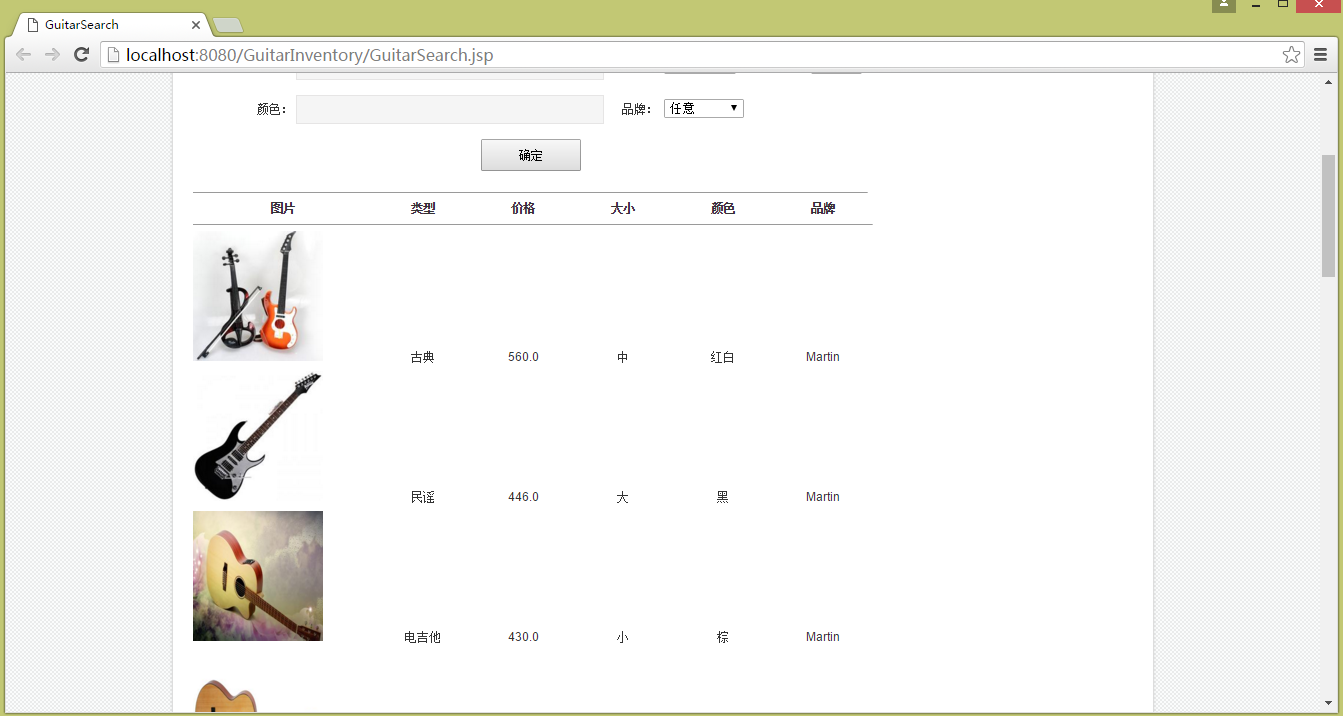 GuitarSearch
localhost:8080/GuitarInventory/GuitarSearch.jsp
颜色： 品牌： 任意
确定
图片 类型 价格 大小 颜色 品牌
古典 560.0 中 红白 Martin
民谣 446.0 大 黑 Martin
电吉他 430.0 小 棕 Martin